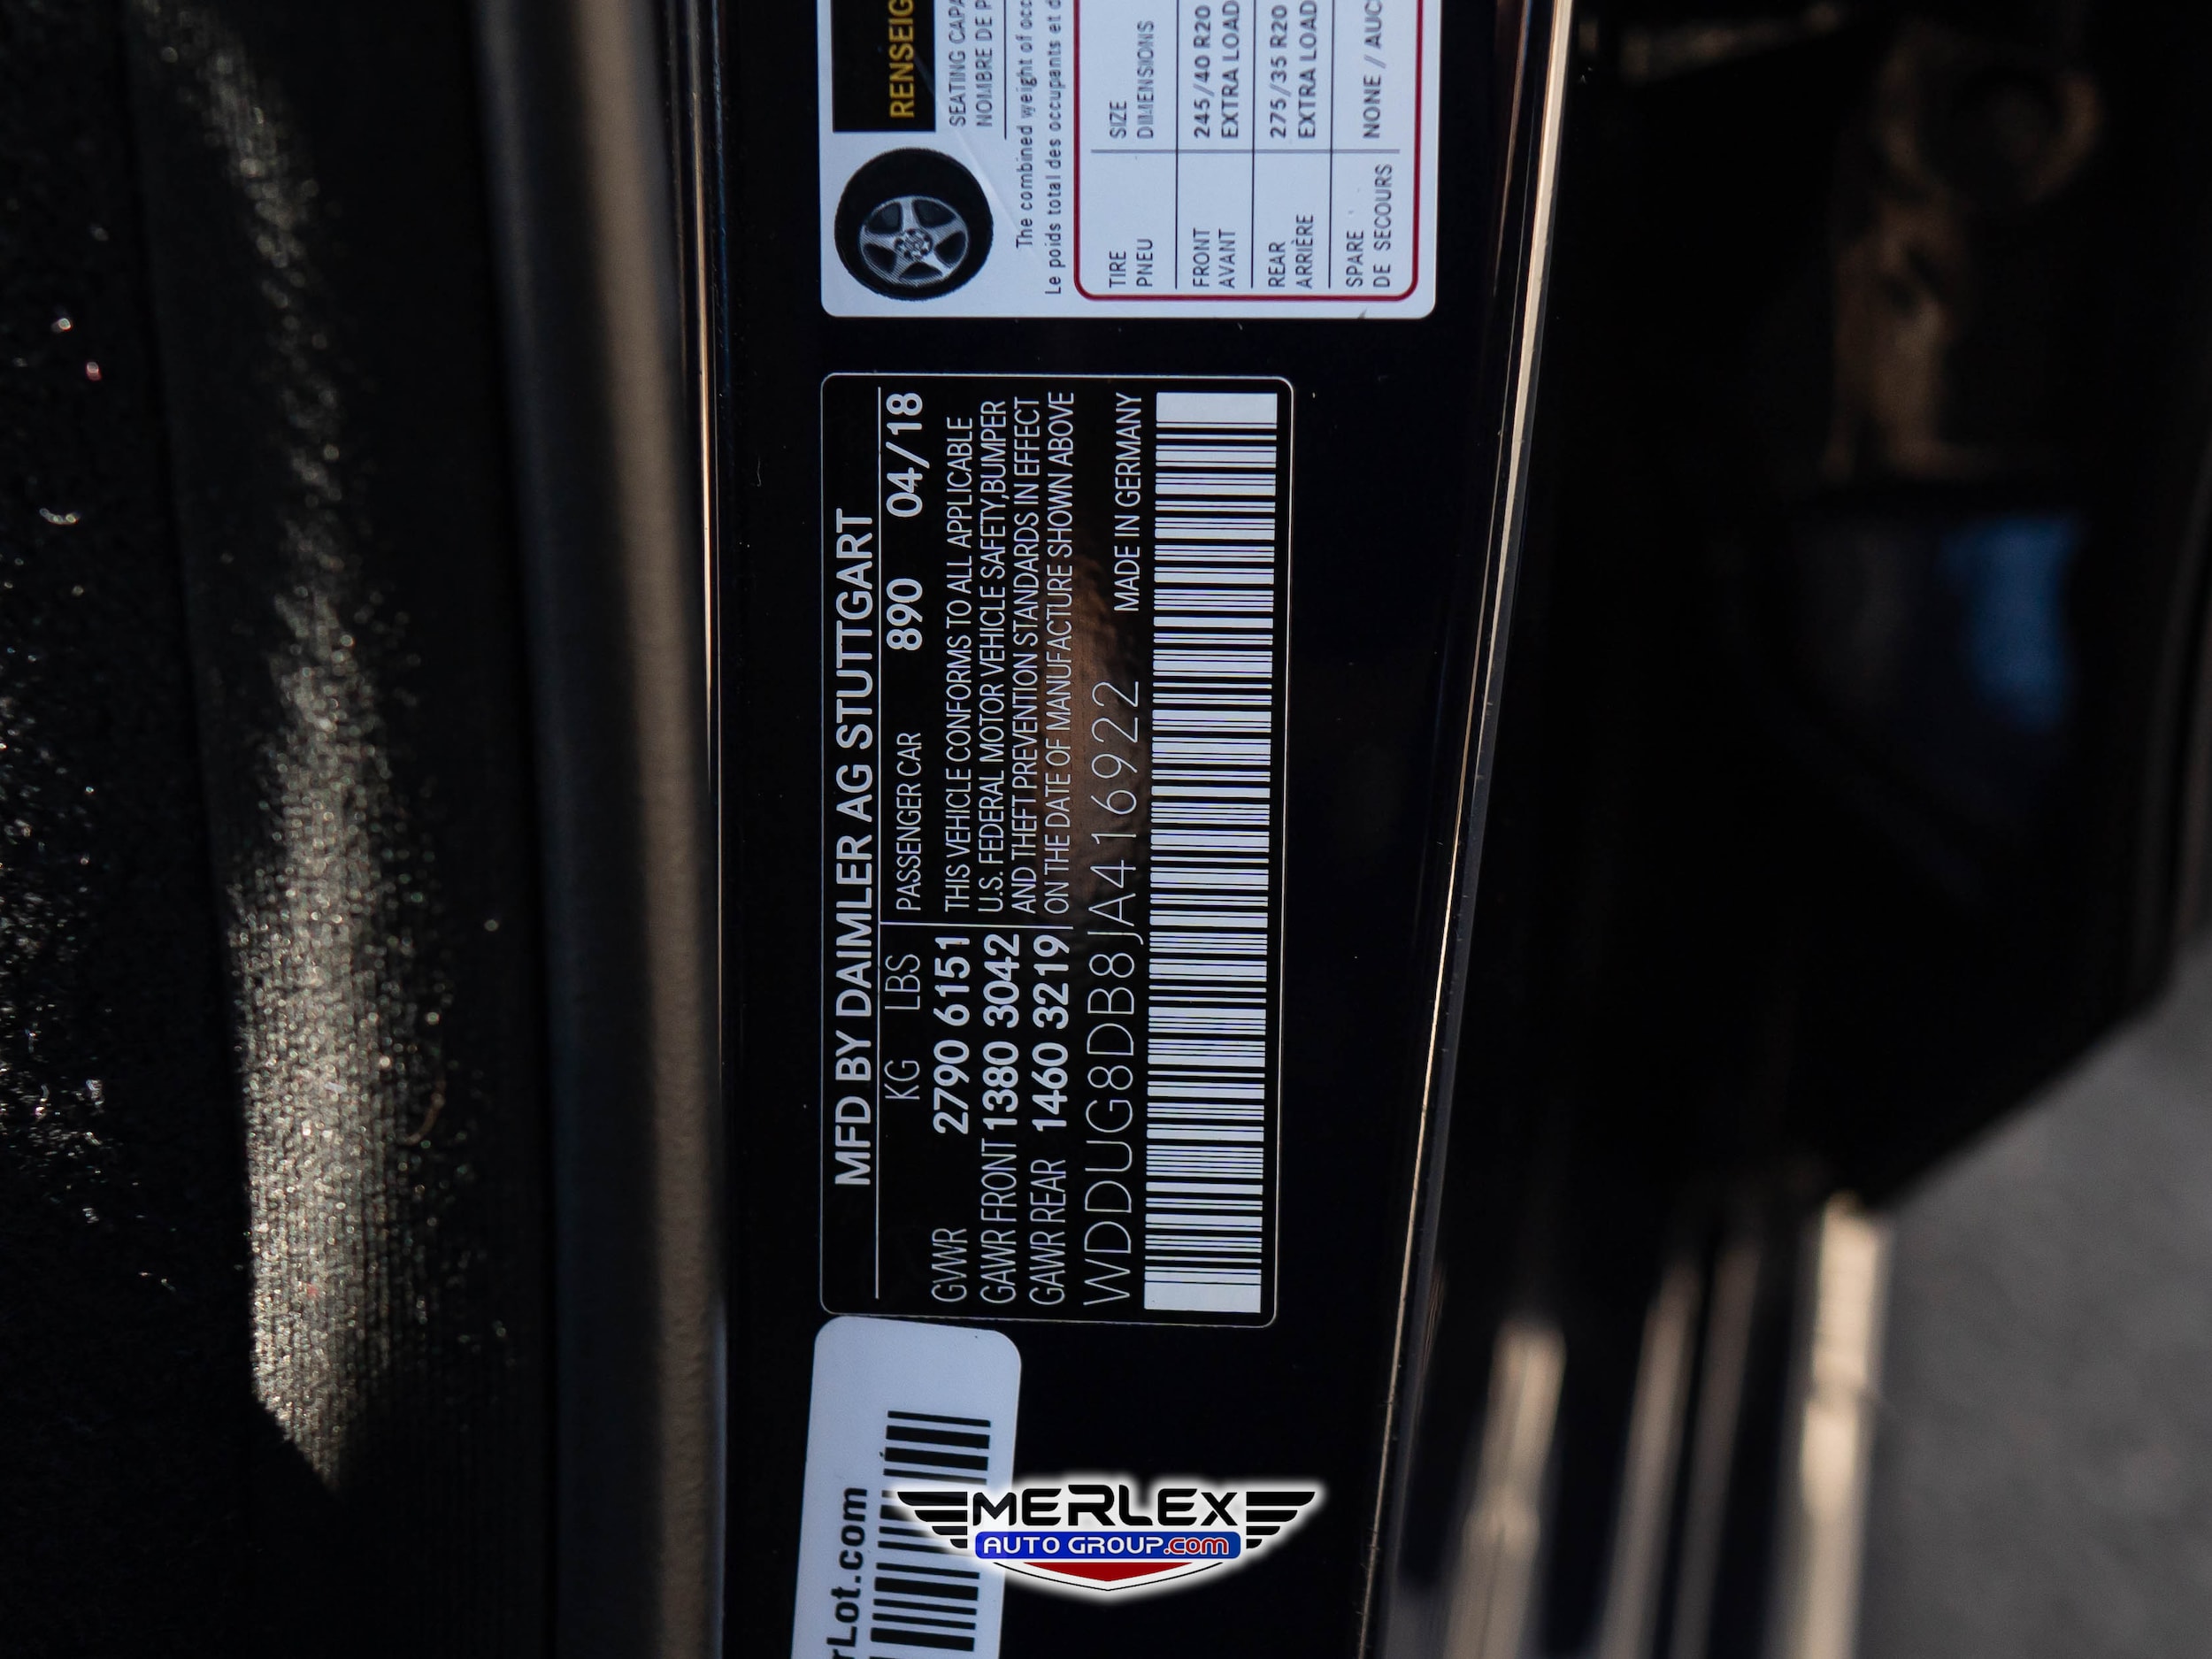 RENSEIG
SEATING CAPA
NOMBRE DE P
The combined weight of occ
Le poids total des occupants et d
TIRE SIZE
PNEU DIMENSIONS
FRONT 245/40 R20
AVANT EXTRA LOAD
REAR 275/35 R20
ARRIÈRE EXTRA LOAD
SPARE
DE SECOURS NONE / AUC
MFD BY DAIMLER AG STUTTGART
KG LBS PASSENGER CAR 890 04/18
GVWR 2790 6151
GAWR FRONT 1380 3042
GAWR REAR 1460 3219
THIS VEHICLE CONFORMS TO ALL APPLICABLE
U.S. FEDERAL MOTOR VEHICLE SAFETY,BUMPER
AND THEFT PREVENTION STANDARDS IN EFFECT
ON THE DATE OF MANUFACTURE SHOWN ABOVE
WDDUG8DB8JA416922 MADE IN GERMANY
rLot.com
MERLEX
AUTO GROUP.com